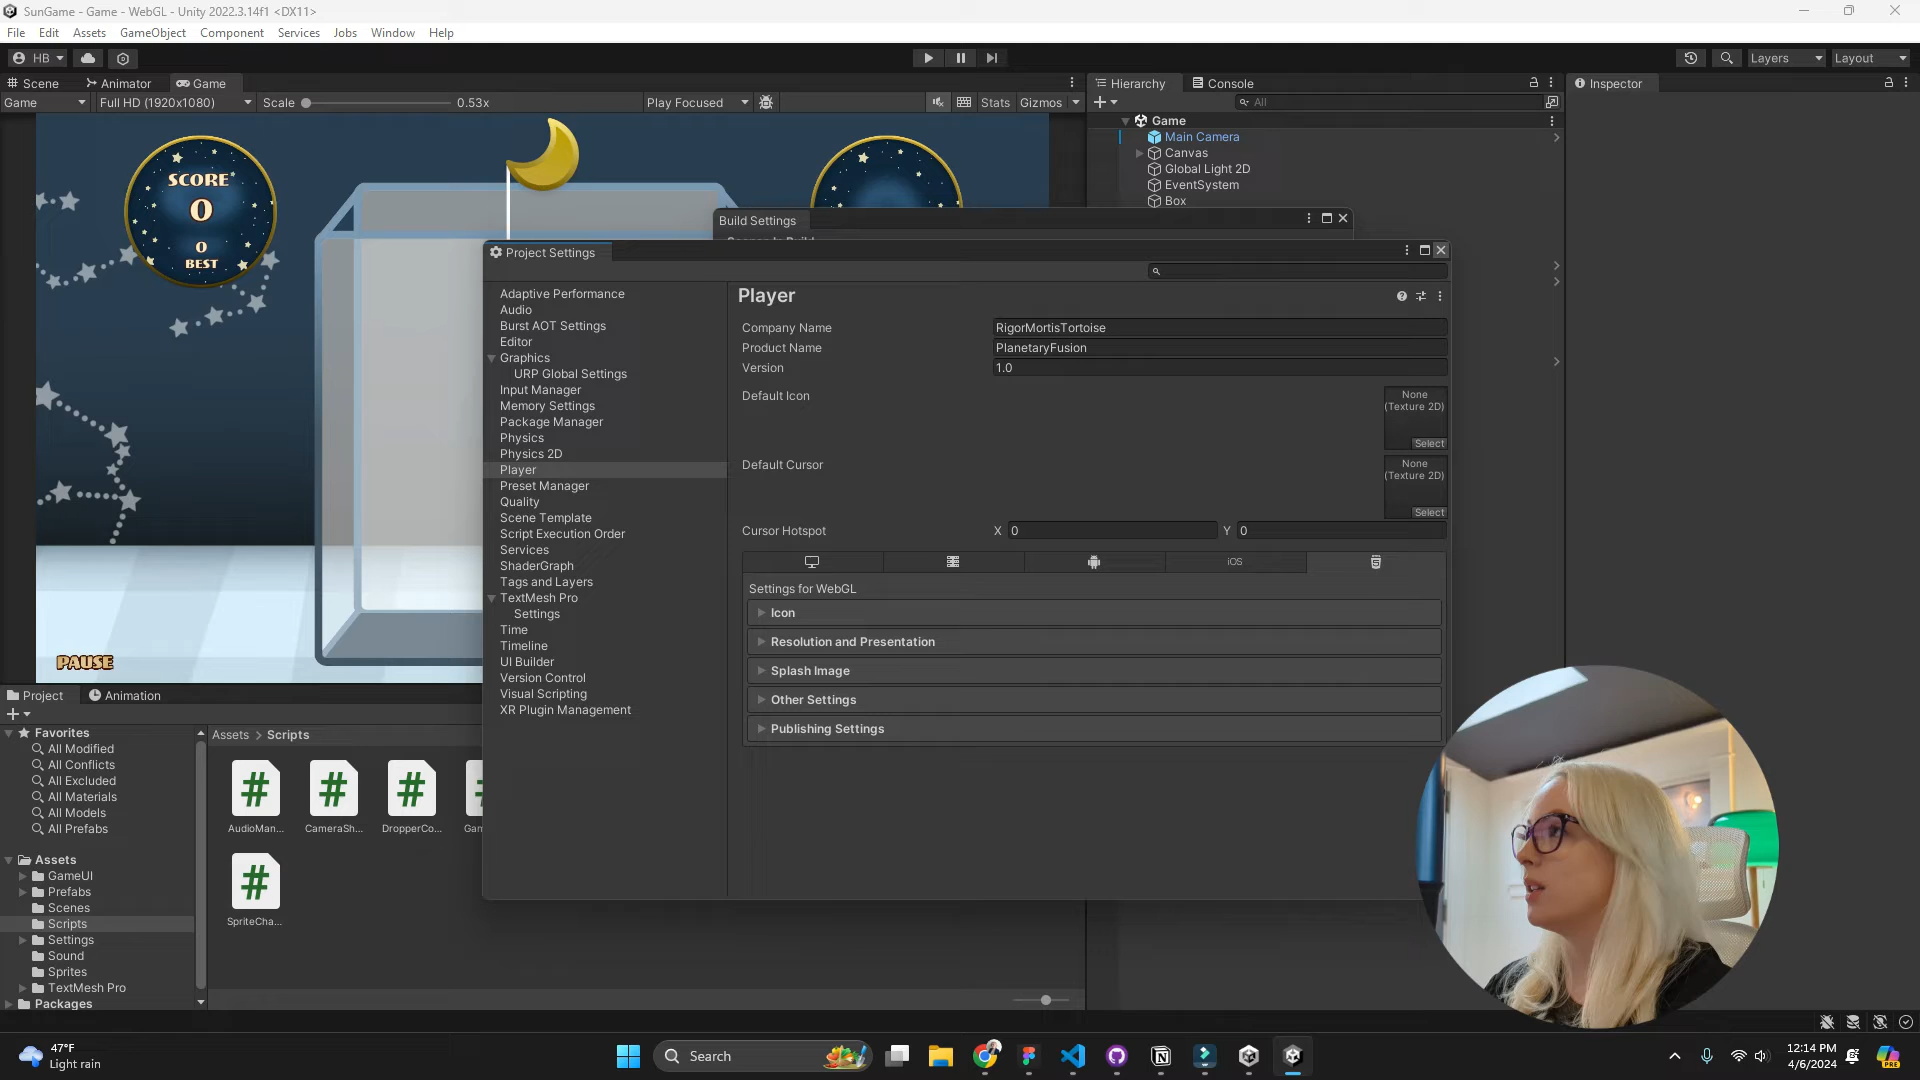 SunGame - Game - WebGL - Unity 2022.3.14f1 <DX11>
File Edit Assets GameObject Component Services Jobs Window Help
HB Layers Layout
Scene Animator Game Hierarchy Console Inspector
Game Full HD (1920x1080) Scale 0.53x Play Focused Stats Gizmos All
Game
Main Camera
Canvas
Global Light 2D
EventSystem
Box
SCORE
0
0
BEST
PAUSE
Build Settings
Project Settings
Adaptive Performance
Audio
Burst AOT Settings
Editor
Graphics
URP Global Settings
Input Manager
Memory Settings
Package Manager
Physics
Physics 2D
Player
Preset Manager
Quality
Scene Template
Script Execution Order
Services
ShaderGraph
Tags and Layers
TextMesh Pro
Settings
Time
Timeline
UI Builder
Version Control
Visual Scripting
XR Plugin Management
Player
Company Name RigorMortisTortoise
Product Name PlanetaryFusion
Version 1.0
Default Icon
None
(Texture 2D)
Select
Default Cursor
None
(Texture 2D)
Select
Cursor Hotspot X 0 Y 0
iOS
Settings for WebGL
Icon
Resolution and Presentation
Splash Image
Other Settings
Publishing Settings
Project Animation
Favorites
All Modified
All Conflicts
All Excluded
All Materials
All Models
All Prefabs
Assets
GameUI
Prefabs
Scenes
Scripts
Settings
Sound
Sprites
TextMesh Pro
Packages
Assets > Scripts
AudioMan...
CameraSh...
DropperCo...
SpriteCha...
47°F
Light rain
Search
12:14 PM
4/6/2024